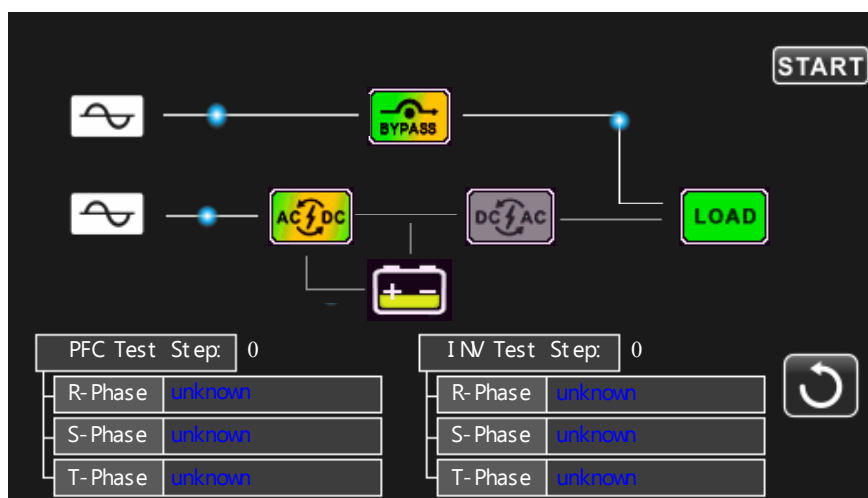 START
BYPASS
AC DC
DC AC
LOAD
+ -
PFC Test Step: 0
R-Phase unknown
S-Phase unknown
T-Phase unknown
INV Test Step: 0
R-Phase unknown
S-Phase unknown
T-Phase unknown